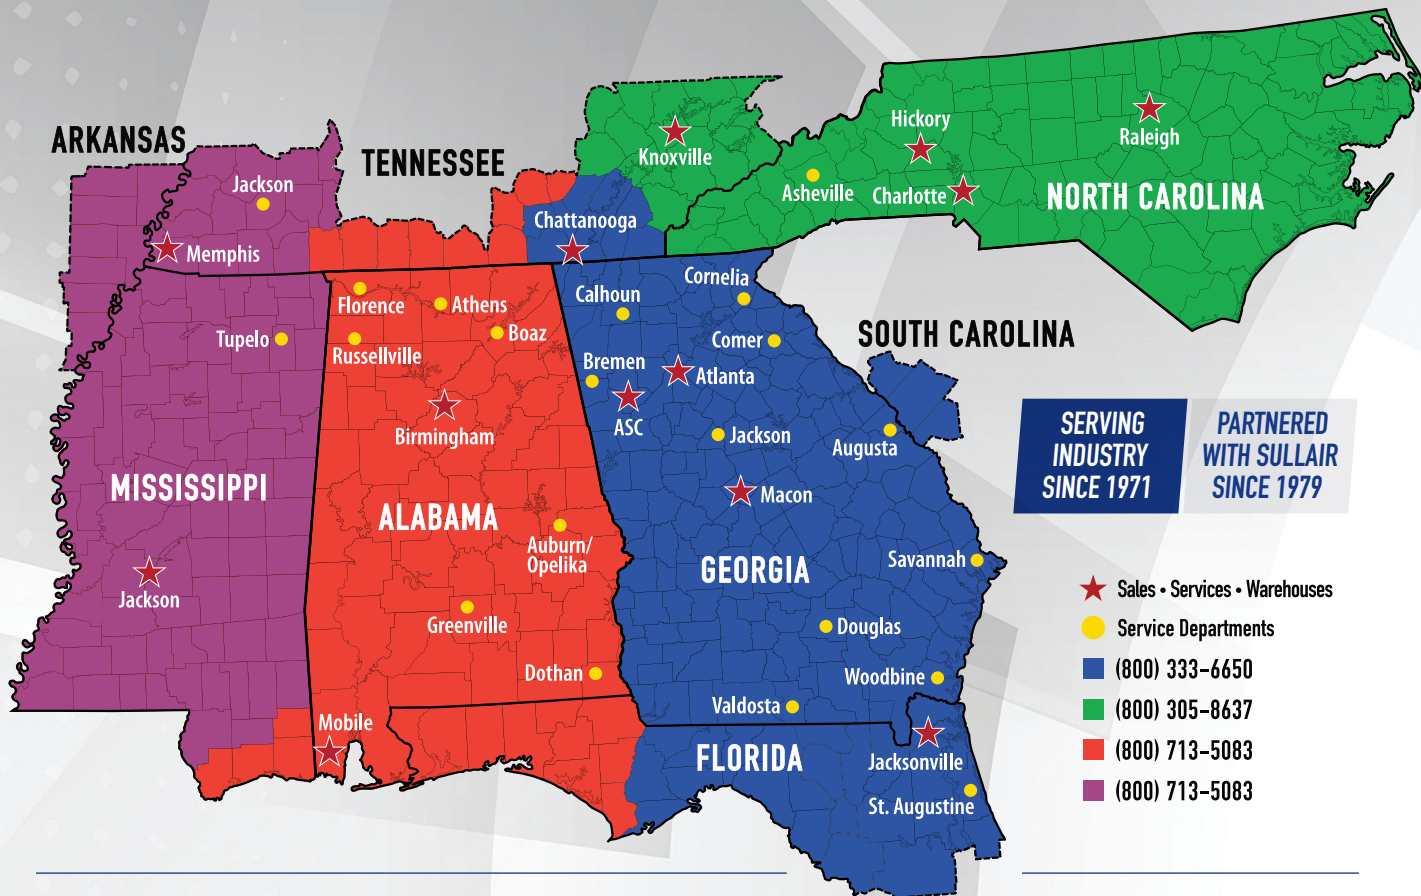 ARKANSAS
TENNESSEE
Jackson
Memphis
Knoxville
Chattanooga
Hickory
Raleigh
Asheville
Charlotte
NORTH CAROLINA
Florence
Athens
Boaz
Russellville
Tupelo
Birmingham
MISSISSIPPI
ALABAMA
Auburn/
Opelika
Jackson
Greenville
Dothan
Mobile
Calhoun
Cornelia
Comer
Bremen
Atlanta
ASC
Jackson
Augusta
Macon
GEORGIA
Savannah
Douglas
Woodbine
Valdosta
FLORIDA
Jacksonville
St. Augustine
SOUTH CAROLINA
SERVING
INDUSTRY
SINCE 1971
PARTNERED
WITH SULLAIR
SINCE 1979
Sales • Services • Warehouses
Service Departments
(800) 333-6650
(800) 305-8637
(800) 713-5083
(800) 713-5083